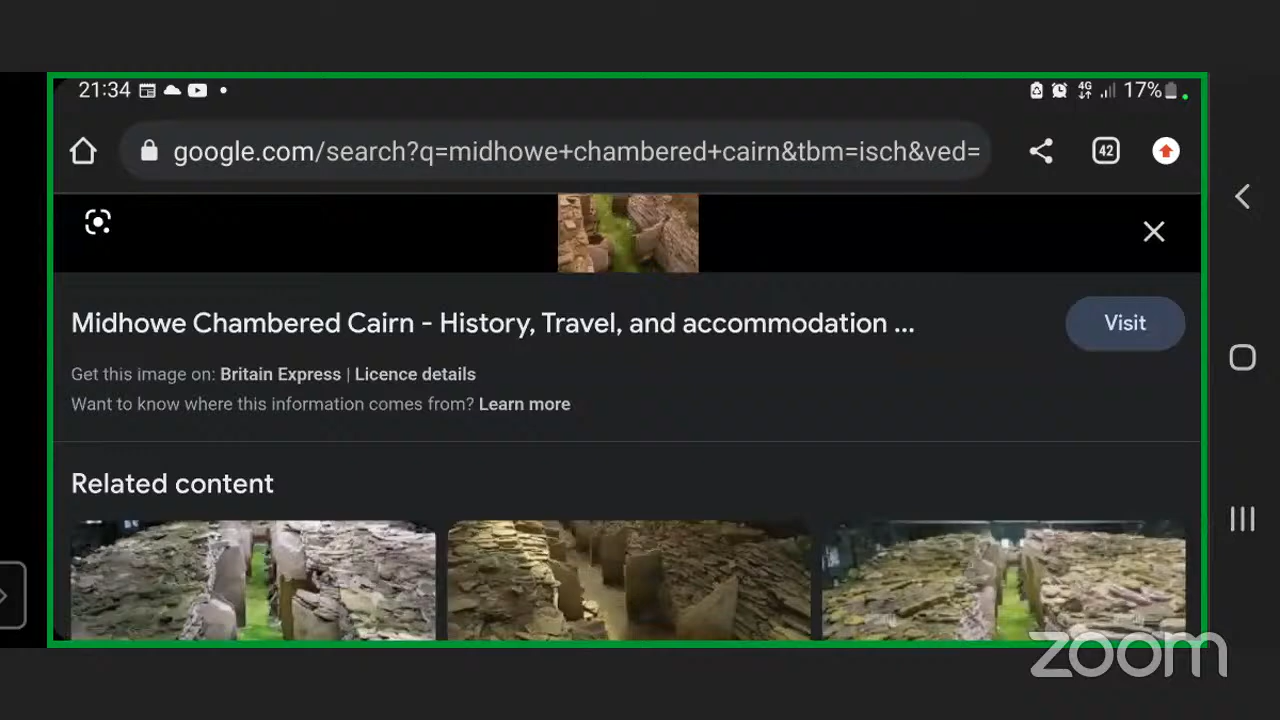 21:34
4G
17%
google.com/search?q=midhowe+chambered+cairn&tbm=isch&ved=
42
Midhowe Chambered Cairn - History, Travel, and accommodation ...
Visit
Get this image on: Britain Express | Licence details
Want to know where this information comes from? Learn more
Related content
zoom